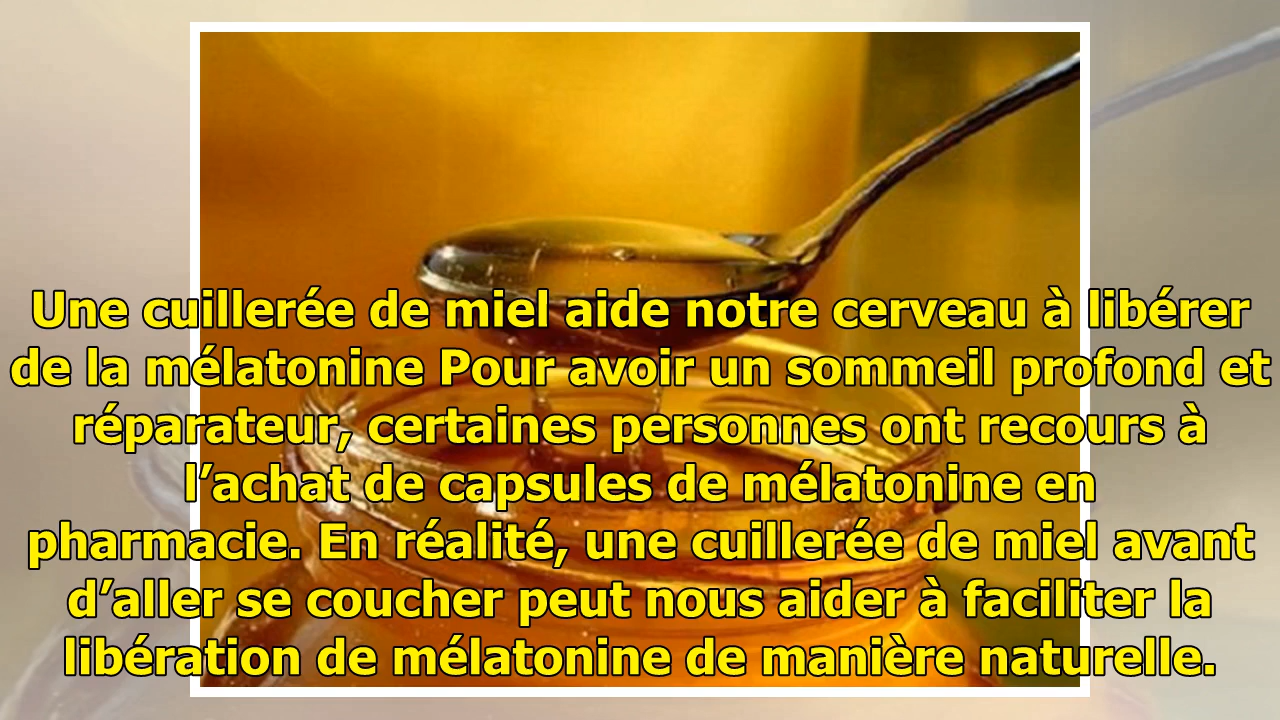 Une cuillerée de miel aide notre cerveau à libérer
de la mélatonine Pour avoir un sommeil profond et
réparateur, certaines personnes ont recours à
l’achat de capsules de mélatonine en
pharmacie. En réalité, une cuillerée de miel avant
d’aller se coucher peut nous aider à faciliter la
libération de mélatonine de manière naturelle.